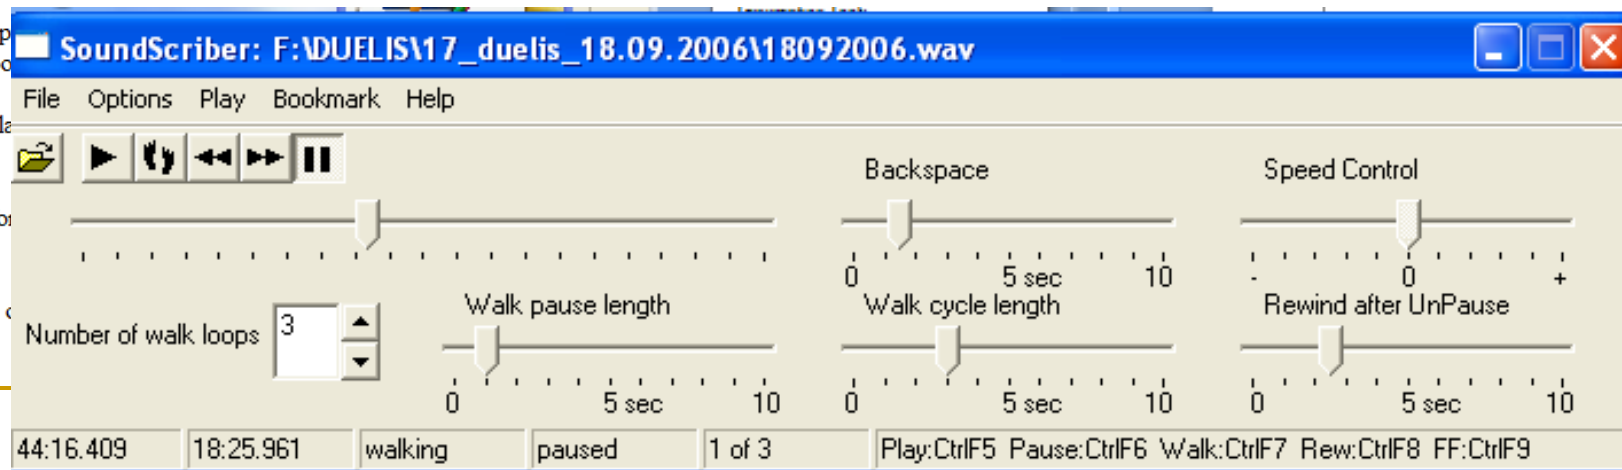 SoundScriber: F:\DUELIS\17_duelis_18.09.2006\18092006.wav
File Options Play Bookmark Help
Backspace Speed Control
0 5 sec 10 - 0 +
Number of walk loops 3 Walk pause length Walk cycle length Rewind after UnPause
0 5 sec 10 0 5 sec 10 0 5 sec 10
44:16.409 18:25.961 walking paused 1 of 3 Play:CtrlF5 Pause:CtrlF6 Walk:CtrlF7 Rew:CtrlF8 FF:CtrlF9